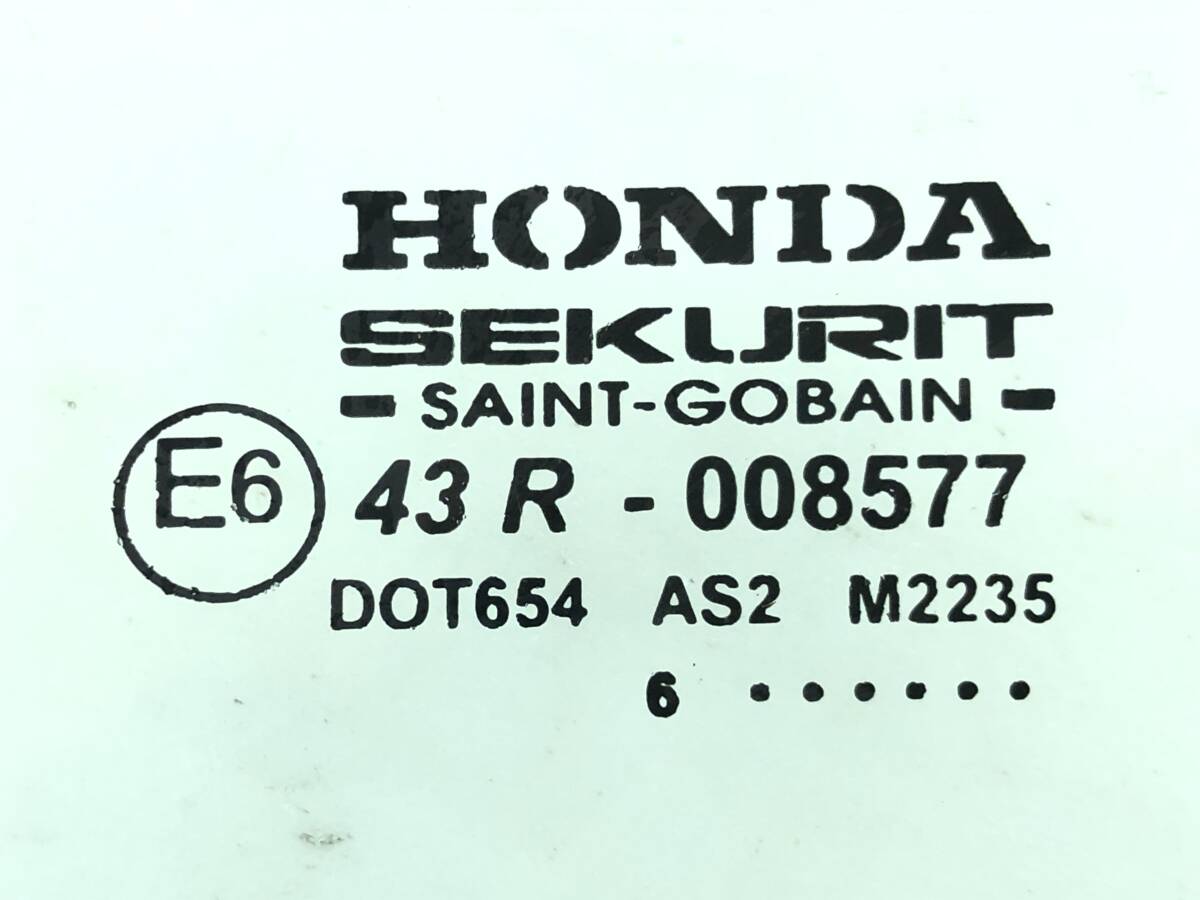 HONDA
SEKURIT
- SAINT-GOBAIN -
E6 43 R - 008577
DOT654 AS2 M2235
6 • • • • • •